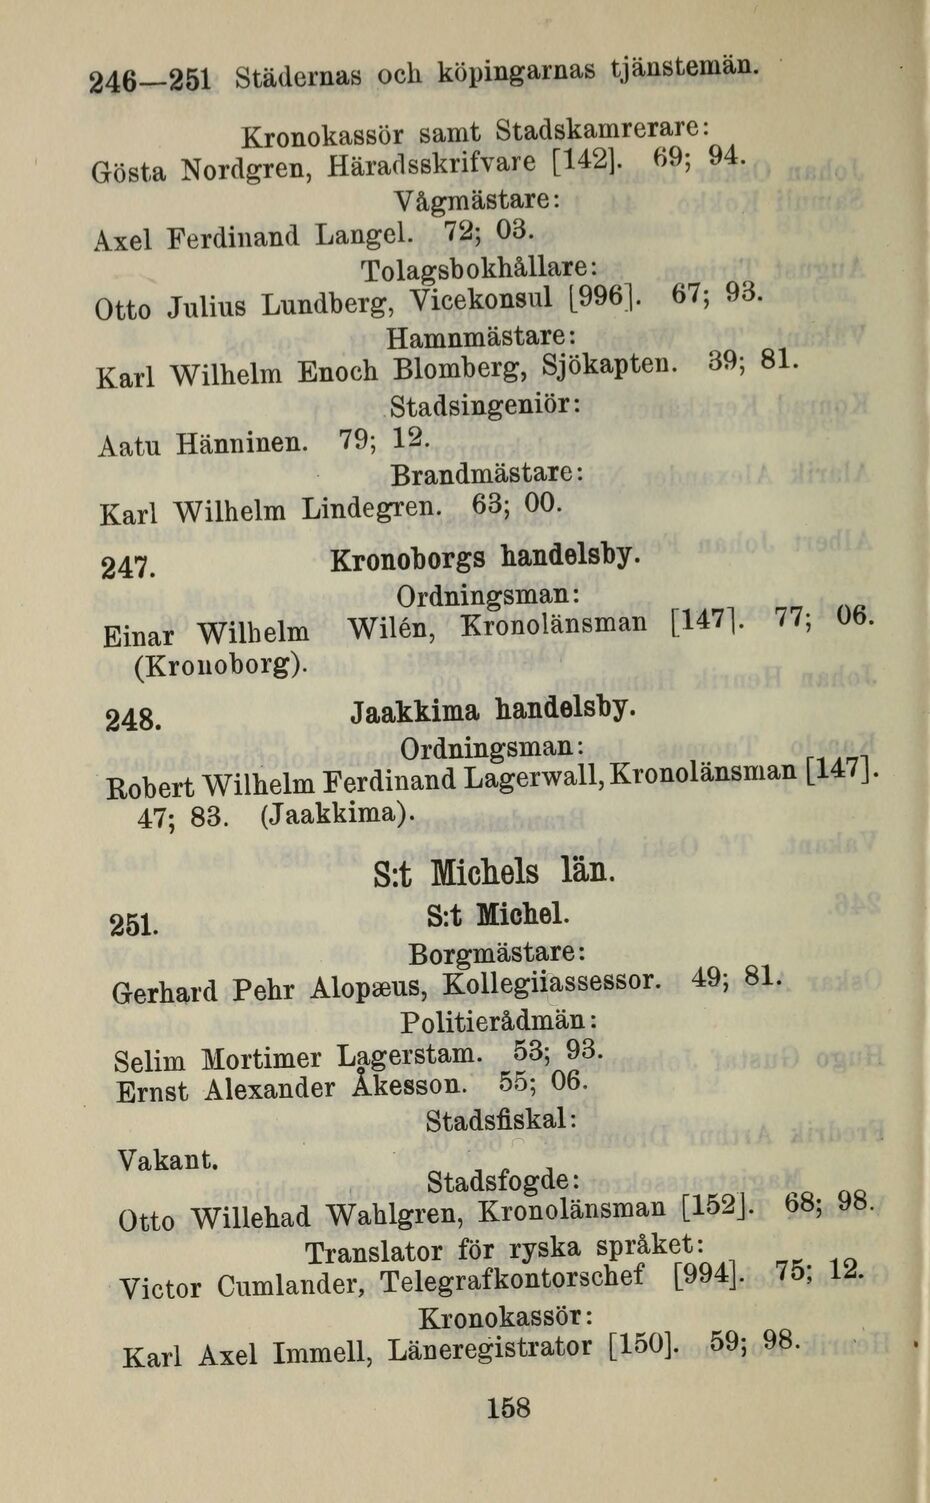 246—251 Städernas och köpingarnas tjänstemän.
Kronokassör samt Stadskamrerare:
Gösta Nordgren, Häradsskrifvare [142]. 69; 94.
Vågmästare:
Axel Ferdinand Langel. 72; 03.
Tolagsbokhållare:
Otto Julius Lundberg, Vicekonsul [996]. 67; 93.
Hamnmästare:
Karl Wilhelm Enoch Blomberg, Sjökapten. 39; 81.
Stadsingeniör:
Aatu Hänninen. 79; 12.
Brandmästare:
Karl Wilhelm Lindegren. 63; 00.
247. Kronoborgs handelsby.
Ordningsman:
Einar Wilhelm Wilén, Kronolänsman [147]. 77; 06.
(Kronoborg).
248. Jaakkima handelsby.
Ordningsman:
Robert Wilhelm Ferdinand Lagerwall, Kronolänsman [147].
47; 83. (Jaakkima).
S:t Michels län.
251. S:t Michel.
Borgmästare:
Gerhard Pehr Alopæus, Kollegiiassessor. 49; 81.
Politierådmän:
Selim Mortimer Lagerstam. 53; 93.
Ernst Alexander Åkesson. 55; 06.
Stadsfiskal:
Vakant.
Stadsfogde:
Otto Willehad Wahlgren, Kronolänsman [152]. 68; 98.
Translator för ryska språket:
Victor Cumlander, Telegrafkontorschef [994]. 75; 12.
Kronokassör:
Karl Axel Immell, Läneregistrator [150]. 59; 98.
158